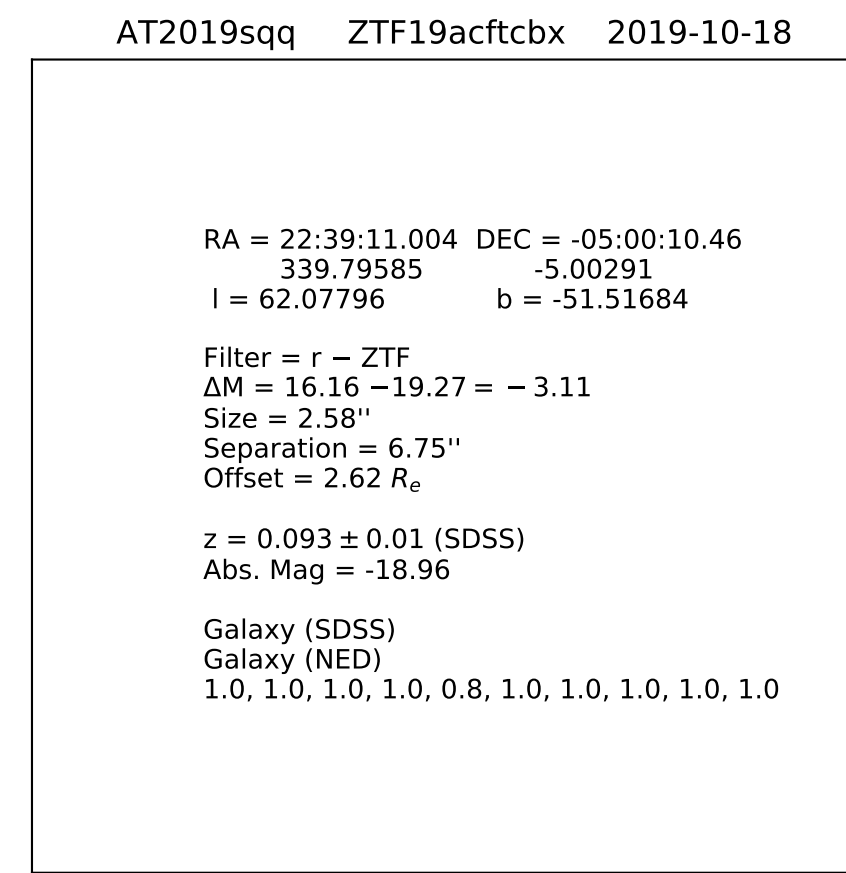 AT2019sqq ZTF19acftcbx 2019-10-18
RA = 22:39:11.004 DEC = -05:00:10.46
339.79585 -5.00291
l = 62.07796 b = -51.51684
Filter = r − ZTF
ΔM = 16.16 −19.27 = − 3.11
Size = 2.58''
Separation = 6.75''
Offset = 2.62 Rₑ
z = 0.093 ± 0.01 (SDSS)
Abs. Mag = -18.96
Galaxy (SDSS)
Galaxy (NED)
1.0, 1.0, 1.0, 1.0, 0.8, 1.0, 1.0, 1.0, 1.0, 1.0